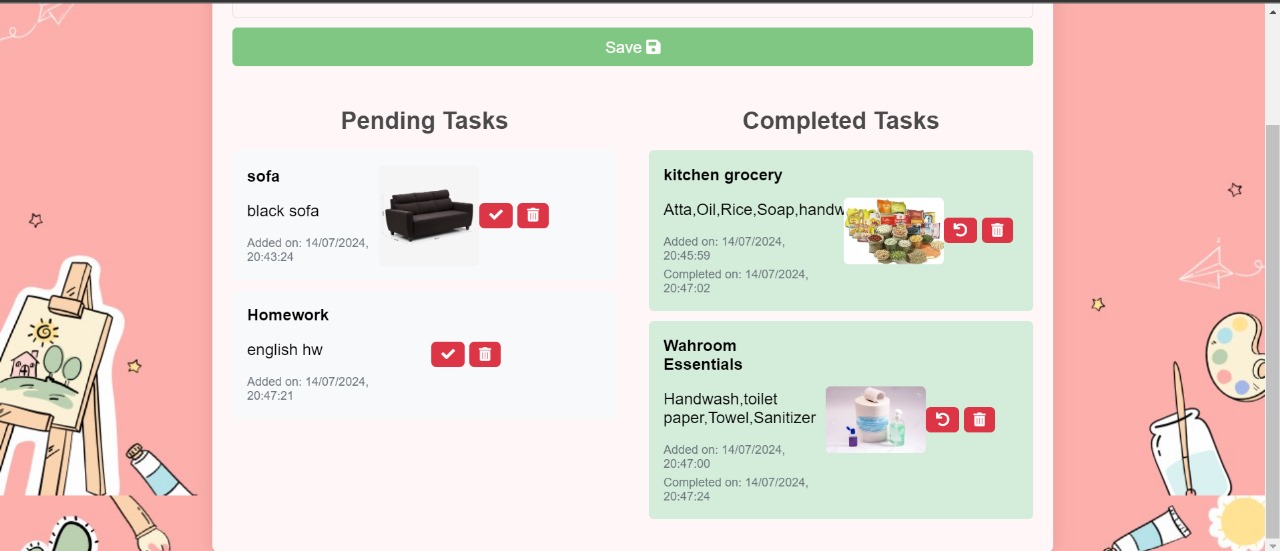 Save
Pending Tasks
sofa
black sofa
Added on: 14/07/2024,
20:43:24
Homework
english hw
Added on: 14/07/2024,
20:47:21
Completed Tasks
kitchen grocery
Atta,Oil,Rice,Soap,handw
Added on: 14/07/2024,
20:45:59
Completed on: 14/07/2024,
20:47:02
Wahroom
Essentials
Handwash,toilet
paper,Towel,Sanitizer
Added on: 14/07/2024,
20:47:00
Completed on: 14/07/2024,
20:47:24